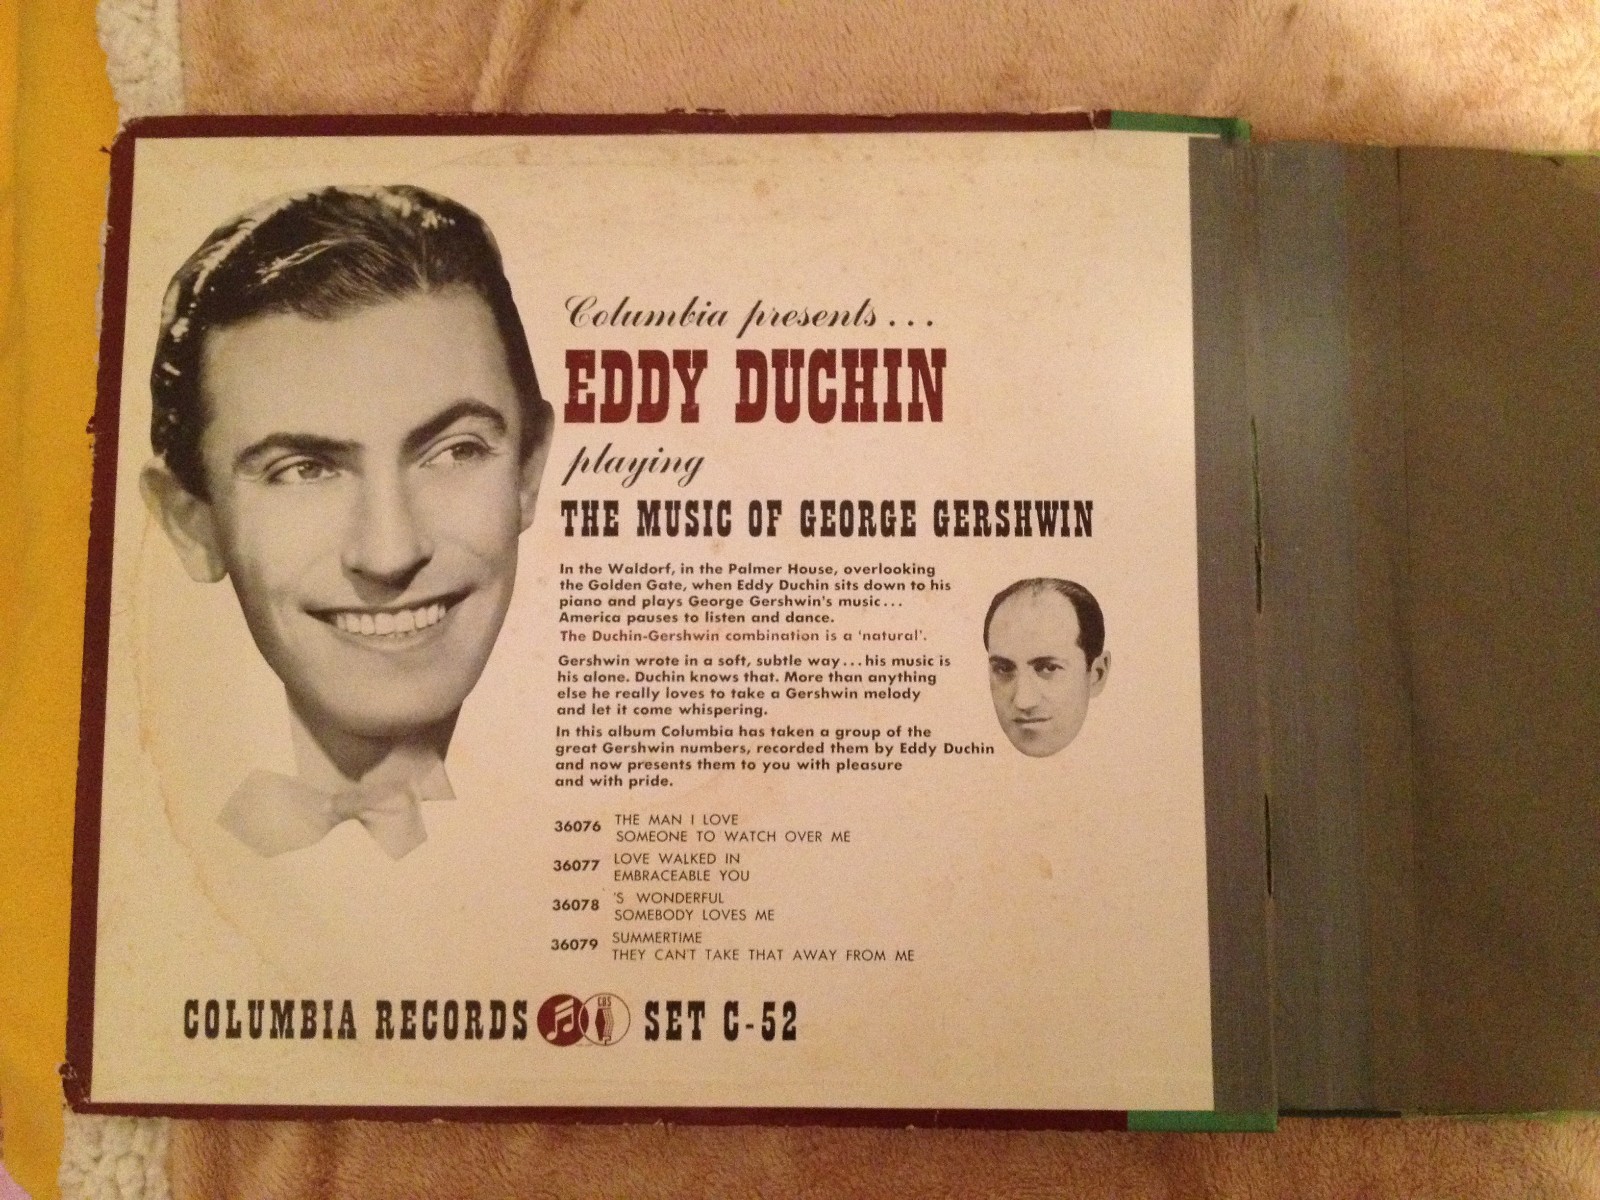 Columbia presents...
EDDY DUCHIN
playing
THE MUSIC OF GEORGE GERSHWIN
In the Waldorf, in the Palmer House, overlooking
the Golden Gate, when Eddy Duchin sits down to his
piano and plays George Gershwin's music...
America pauses to listen and dance.
The Duchin-Gershwin combination is a 'natural'.
Gershwin wrote in a soft, subtle way...his music is
his alone. Duchin knows that. More than anything
else he really loves to take a Gershwin melody
and let it come whispering.
In this album Columbia has taken a group of the
great Gershwin numbers, recorded them by Eddy Duchin
and now presents them to you with pleasure
and with pride.
36076 THE MAN I LOVE
SOMEONE TO WATCH OVER ME
36077 LOVE WALKED IN
EMBRACEABLE YOU
36078 'S WONDERFUL
SOMEBODY LOVES ME
36079 SUMMERTIME
THEY CAN'T TAKE THAT AWAY FROM ME
COLUMBIA RECORDS CBS SET C-52